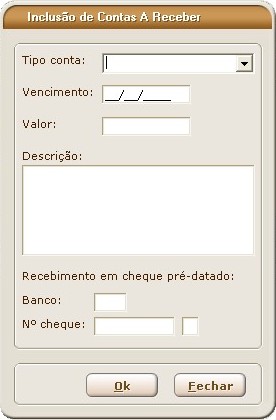 Inclusão de Contas A Receber
Tipo conta:
Vencimento: __/__/____
Valor:
Descrição:
Recebimento em cheque pré-datado:
Banco:
Nº cheque:
Ok Fechar